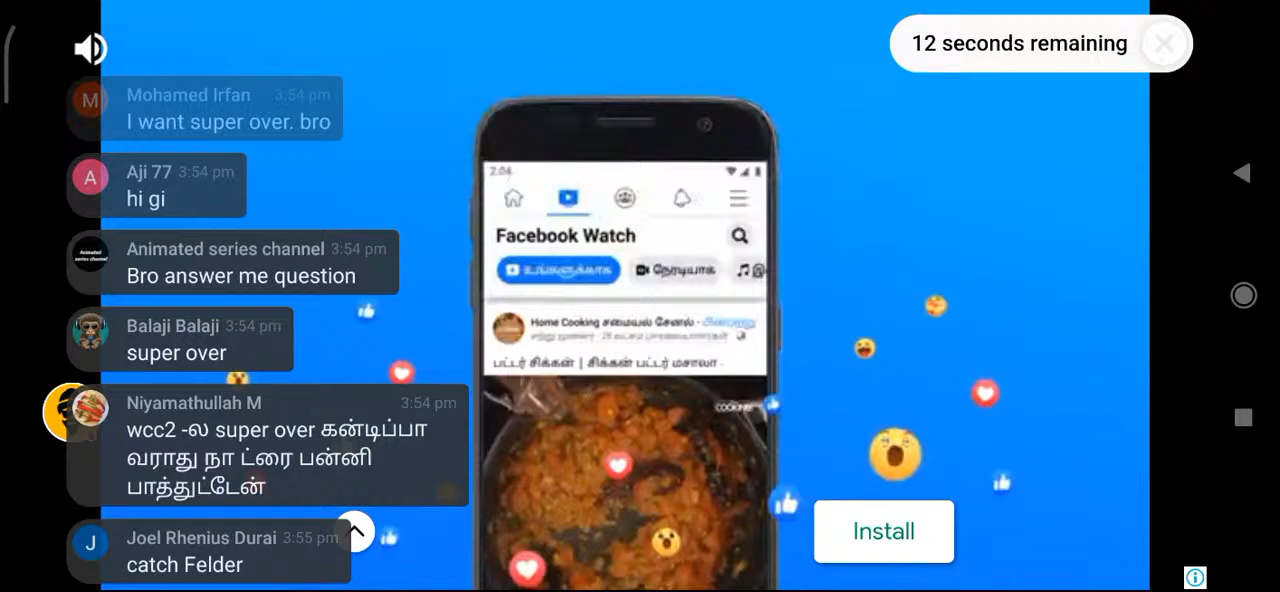 12 seconds remaining
M
Mohamed Irfan 3:54 pm
I want super over. bro
A
Aji 77 3:54 pm
hi gi
Animated series channel
Animated series channel 3:54 pm
Bro answer me question
Balaji Balaji 3:54 pm
super over
Niyamathullah M 3:54 pm
wcc2 -ல super over கன்டிப்பா
வராது நா ட்ரை பன்னி
பாத்துட்டேன்
J
Joel Rhenius Durai 3:55 pm
catch Felder
2:04
Facebook Watch
உங்களுக்காக
நேரடியாக
Home Cooking சமையல் சேனல் ·
பட்டர் சிக்கன் | சிக்கன் பட்டர் மசாலா
Install